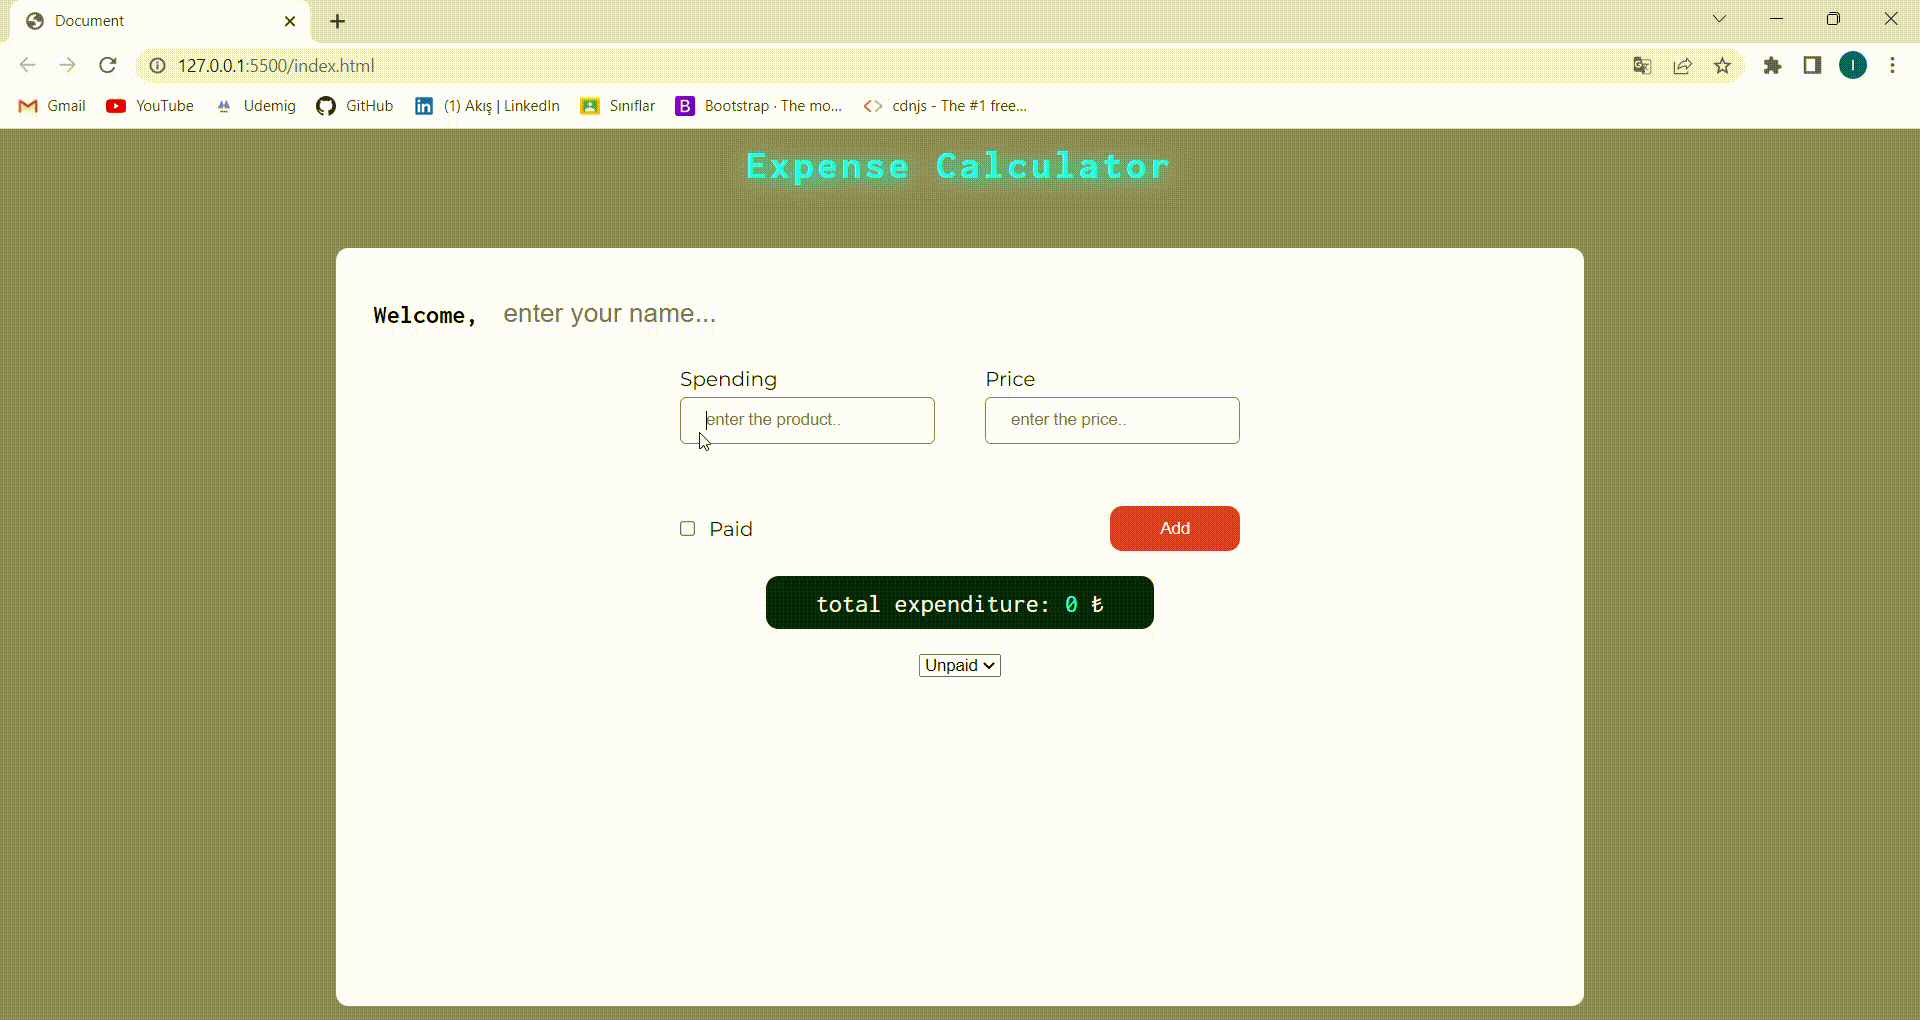 Document
127.0.0.1:5500/index.html
I
Gmail YouTube Udemig GitHub (1) Akış | LinkedIn Sınıflar Bootstrap · The mo... cdnjs - The #1 free...
Expense Calculator
Welcome, enter your name...
Spending Price
enter the product.. enter the price..
Paid Add
total expenditure: 0 ₺
Unpaid